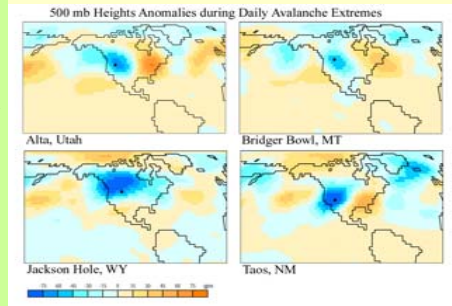 500 mb Heights Anomalies during Daily Avalanche Extremes
Alta, Utah
Bridger Bowl, MT
Jackson Hole, WY
Taos, NM